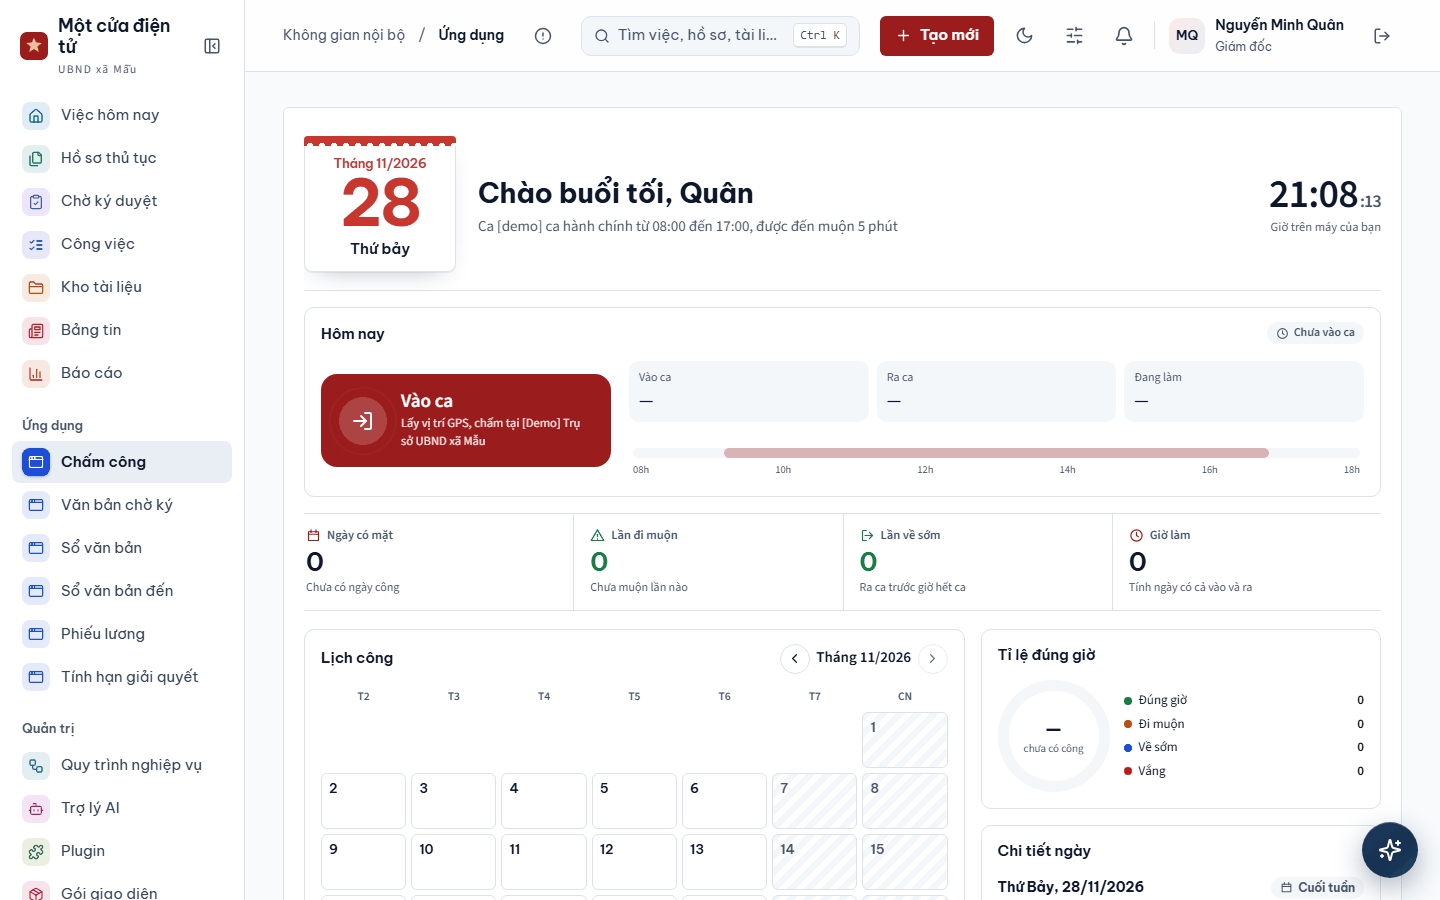 Một cửa điện tử
UBND xã Mẫu
Việc hôm nay
Hồ sơ thủ tục
Chờ ký duyệt
Công việc
Kho tài liệu
Bảng tin
Báo cáo
Ứng dụng
Chấm công
Văn bản chờ ký
Sổ văn bản
Sổ văn bản đến
Phiếu lương
Tính hạn giải quyết
Quản trị
Quy trình nghiệp vụ
Trợ lý AI
Plugin
Gói giao diện
Không gian nội bộ / Ứng dụng
Tìm việc, hồ sơ, tài li... Ctrl K
Tạo mới
MQ
Nguyễn Minh Quân
Giám đốc
Tháng 11/2026
28
Thứ bảy
Chào buổi tối, Quân
Ca [demo] ca hành chính từ 08:00 đến 17:00, được đến muộn 5 phút
21:08:13
Giờ trên máy của bạn
Hôm nay
Chưa vào ca
Vào ca
Lấy vị trí GPS, chấm tại [Demo] Trụ
sở UBND xã Mẫu
Vào ca
—
Ra ca
—
Đang làm
—
08h 10h 12h 14h 16h 18h
Ngày có mặt
0
Chưa có ngày công
Lần đi muộn
0
Chưa muộn lần nào
Lần về sớm
0
Ra ca trước giờ hết ca
Giờ làm
0
Tính ngày có cả vào và ra
Lịch công
Tháng 11/2026
T2 T3 T4 T5 T6 T7 CN
1
2 3 4 5 6 7 8
9 10 11 12 13 14 15
Tỉ lệ đúng giờ
—
chưa có công
Đúng giờ 0
Đi muộn 0
Về sớm 0
Vắng 0
Chi tiết ngày
Thứ Bảy, 28/11/2026
Cuối tuần